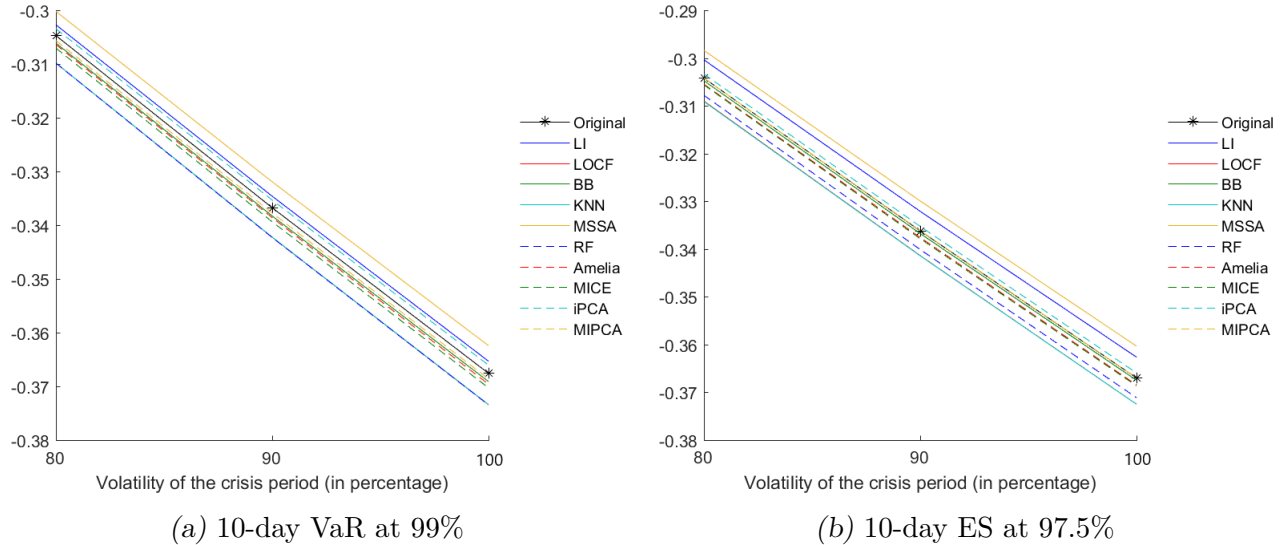 -0.3
-0.31
-0.32
-0.33
-0.34
-0.35
-0.36
-0.37
-0.38
80
90
100
Volatility of the crisis period (in percentage)
Original
LI
LOCF
BB
KNN
MSSA
RF
Amelia
MICE
iPCA
MIPCA
(a) 10-day VaR at 99%
-0.29
-0.3
-0.31
-0.32
-0.33
-0.34
-0.35
-0.36
-0.37
-0.38
80
90
100
Volatility of the crisis period (in percentage)
Original
LI
LOCF
BB
KNN
MSSA
RF
Amelia
MICE
iPCA
MIPCA
(b) 10-day ES at 97.5%